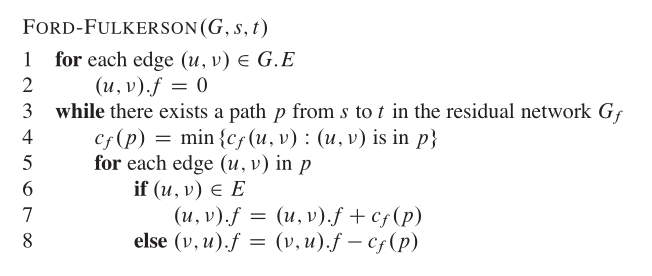 FORD-FULKERSON(G, s, t)
1 for each edge (u, v) ∈ G.E
2 (u, v).f = 0
3 while there exists a path p from s to t in the residual network G_f
4 c_f(p) = min {c_f(u, v) : (u, v) is in p}
5 for each edge (u, v) in p
6 if (u, v) ∈ E
7 (u, v).f = (u, v).f + c_f(p)
8 else (v, u).f = (v, u).f − c_f(p)